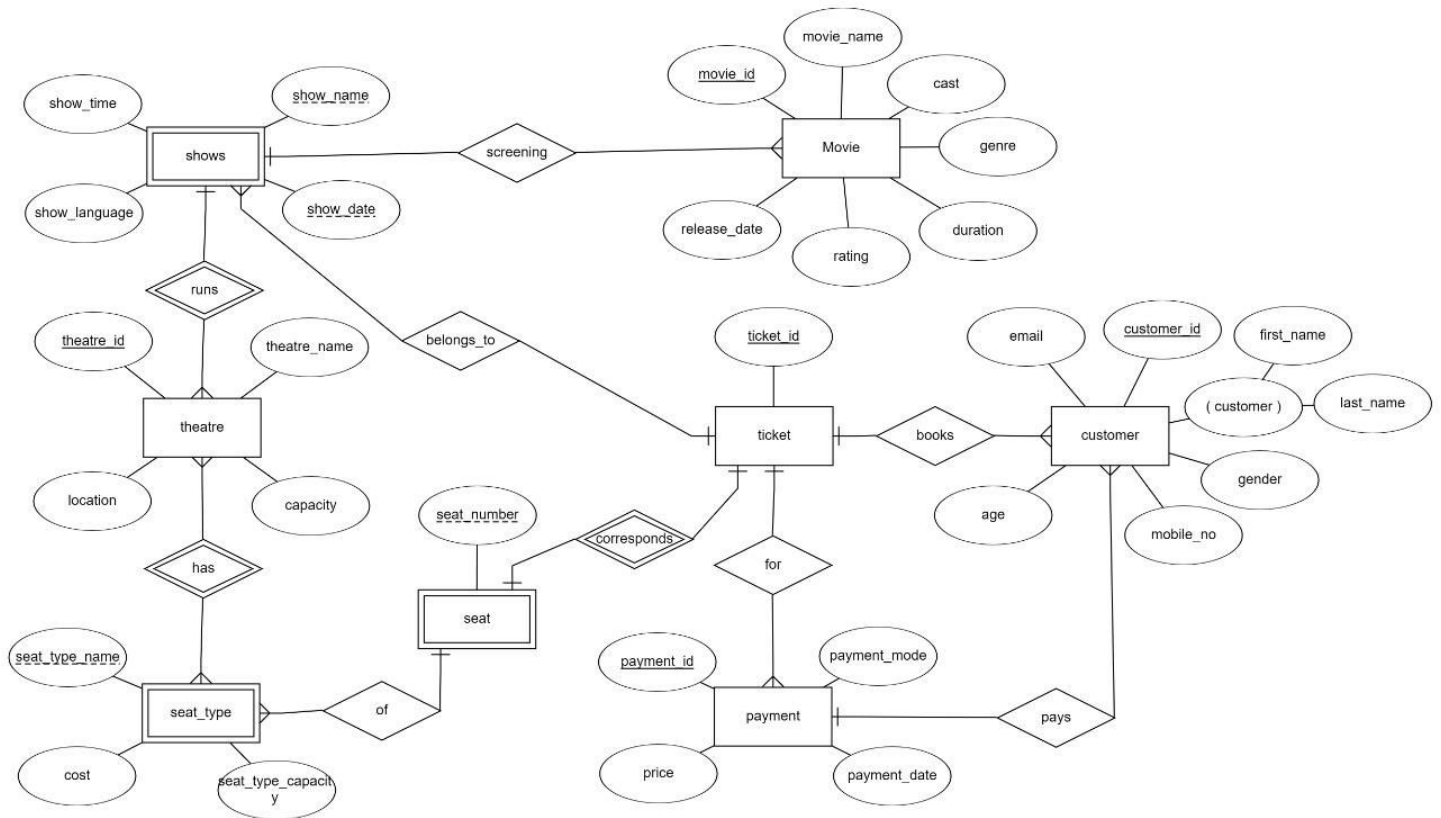 movie_name
movie_id
cast
show_time
show_name
shows
screening
Movie
genre
show_language
show_date
release_date
rating
duration
runs
theatre_id
theatre_name
belongs_to
ticket_id
email
customer_id
first_name
( customer )
last_name
theatre
ticket
books
customer
location
capacity
gender
age
mobile_no
seat_number
corresponds
has
for
seat
seat_type_name
payment_id
payment_mode
seat_type
of
payment
pays
cost
seat_type_capacit
y
price
payment_date